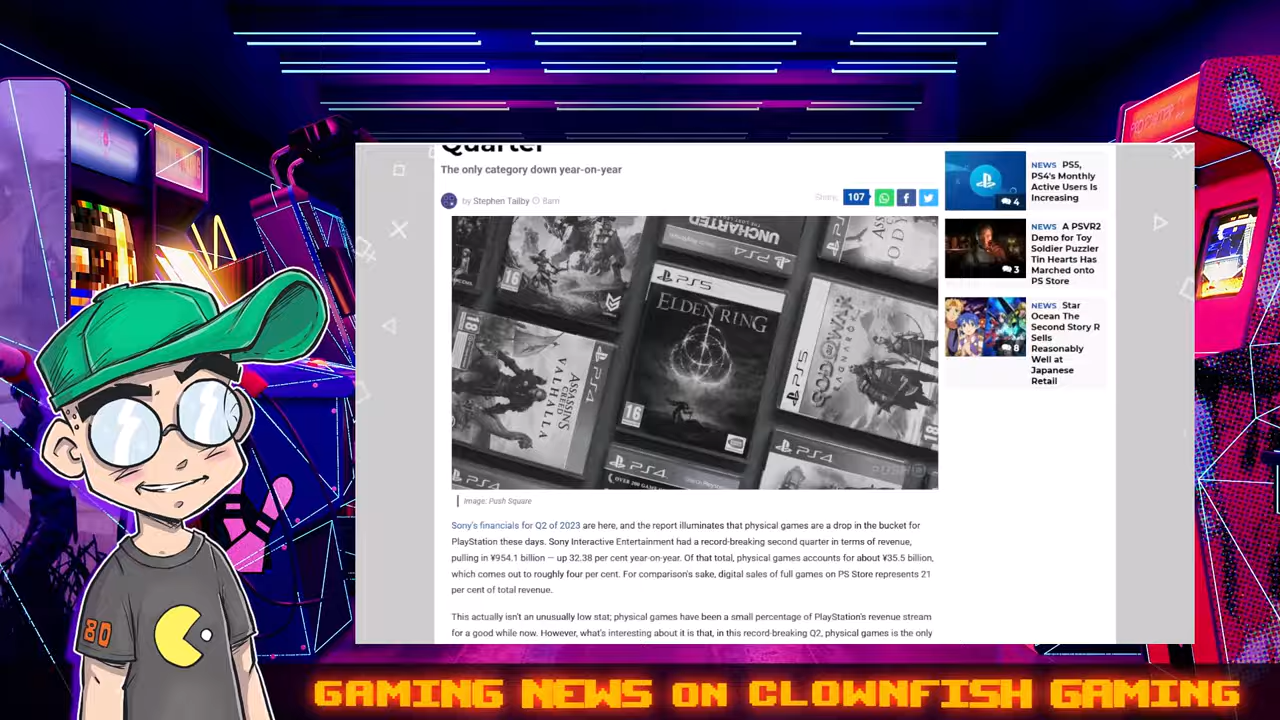 Quarter
The only category down year-on-year
by Stephen Tailby 8am
Share: 107
UNCHARTED
PS4
16
ELDEN RING
PS5
16
18
ASSASSIN'S CREED
VALHALLA
PS4
GOD OF WAR
RAGNARÖK
PS5
18
PS4
PS4
PUSH
Image: Push Square
Sony's financials for Q2 of 2023 are here, and the report illuminates that physical games are a drop in the bucket for
PlayStation these days. Sony Interactive Entertainment had a record-breaking second quarter in terms of revenue,
pulling in ¥954.1 billion — up 32.38 per cent year-on-year. Of that total, physical games accounts for about ¥35.5 billion,
which comes out to roughly four per cent. For comparison's sake, digital sales of full games on PS Store represents 21
per cent of total revenue.
This actually isn't an unusually low stat; physical games have been a small percentage of PlayStation's revenue stream
for a good while now. However, what's interesting about it is that, in this record-breaking Q2, physical games is the only
NEWS PS5,
PS4's Monthly
Active Users Is
Increasing
4
NEWS A PSVR2
Demo for Toy
Soldier Puzzler
Tin Hearts Has
Marched onto
PS Store
3
NEWS Star
Ocean The
Second Story R
Sells
Reasonably
Well at
Japanese
Retail
8
80
GAMING NEWS ON CLOWNFISH GAMING